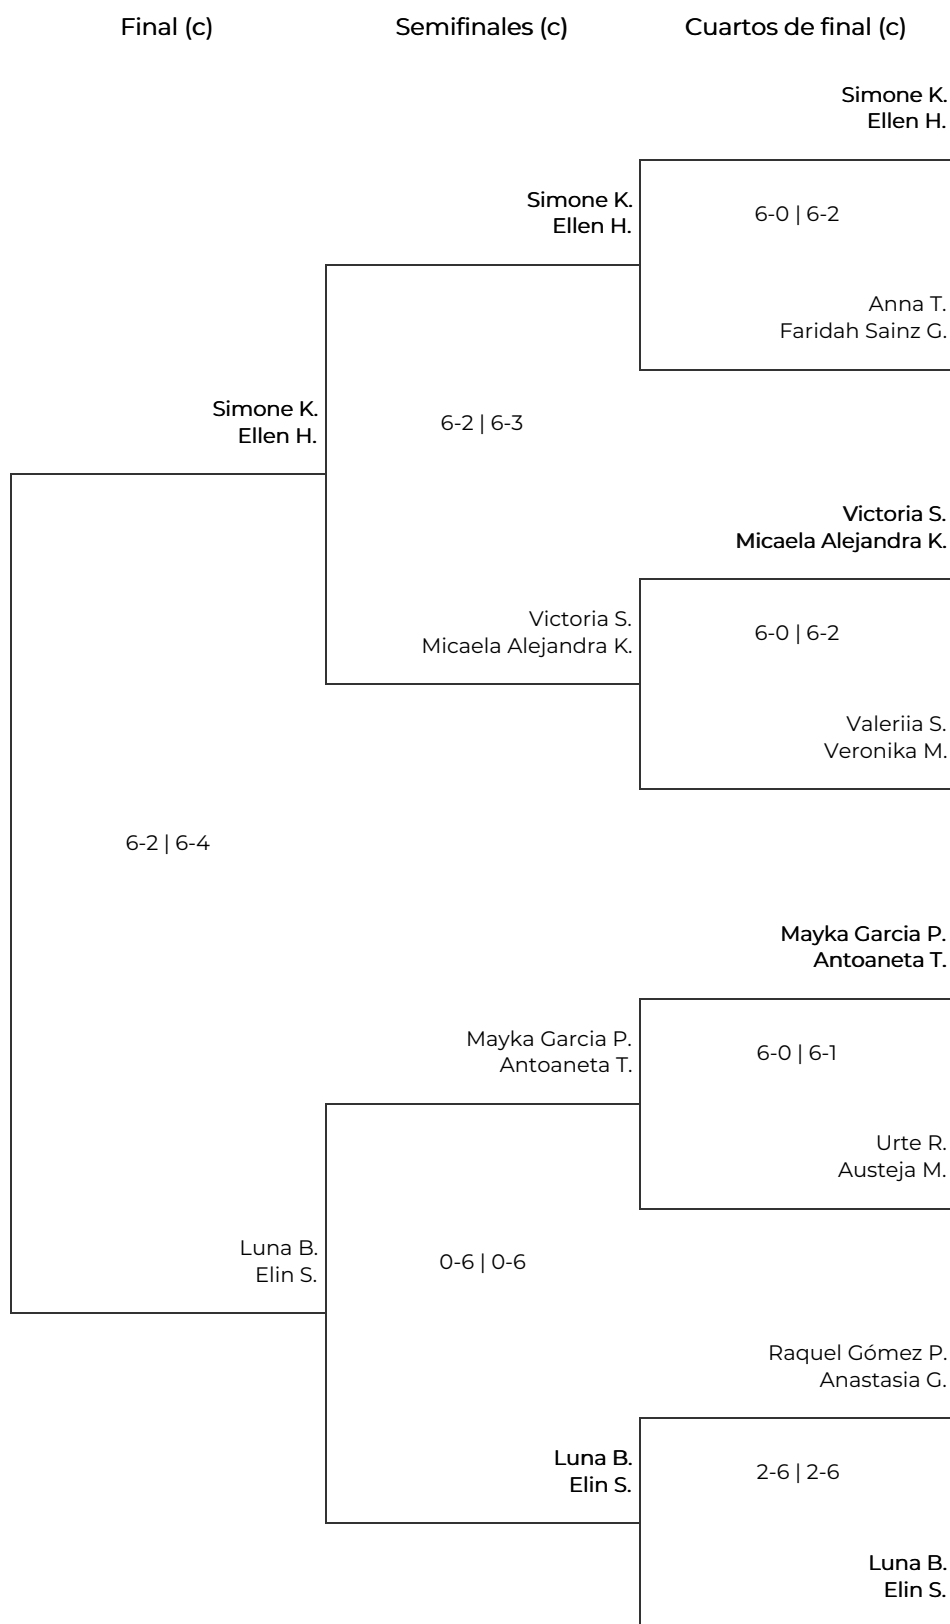 Final (c)
Semifinales (c)
Cuartos de final (c)
Simone K.
Ellen H.
Simone K.
Ellen H.
6-0 | 6-2
Anna T.
Faridah Sainz G.
Simone K.
Ellen H.
6-2 | 6-3
Victoria S.
Micaela Alejandra K.
Victoria S.
Micaela Alejandra K.
6-0 | 6-2
Valeriia S.
Veronika M.
6-2 | 6-4
Mayka Garcia P.
Antoaneta T.
Mayka Garcia P.
Antoaneta T.
6-0 | 6-1
Urte R.
Austeja M.
Luna B.
Elin S.
0-6 | 0-6
Raquel Gómez P.
Anastasia G.
Luna B.
Elin S.
2-6 | 2-6
Luna B.
Elin S.